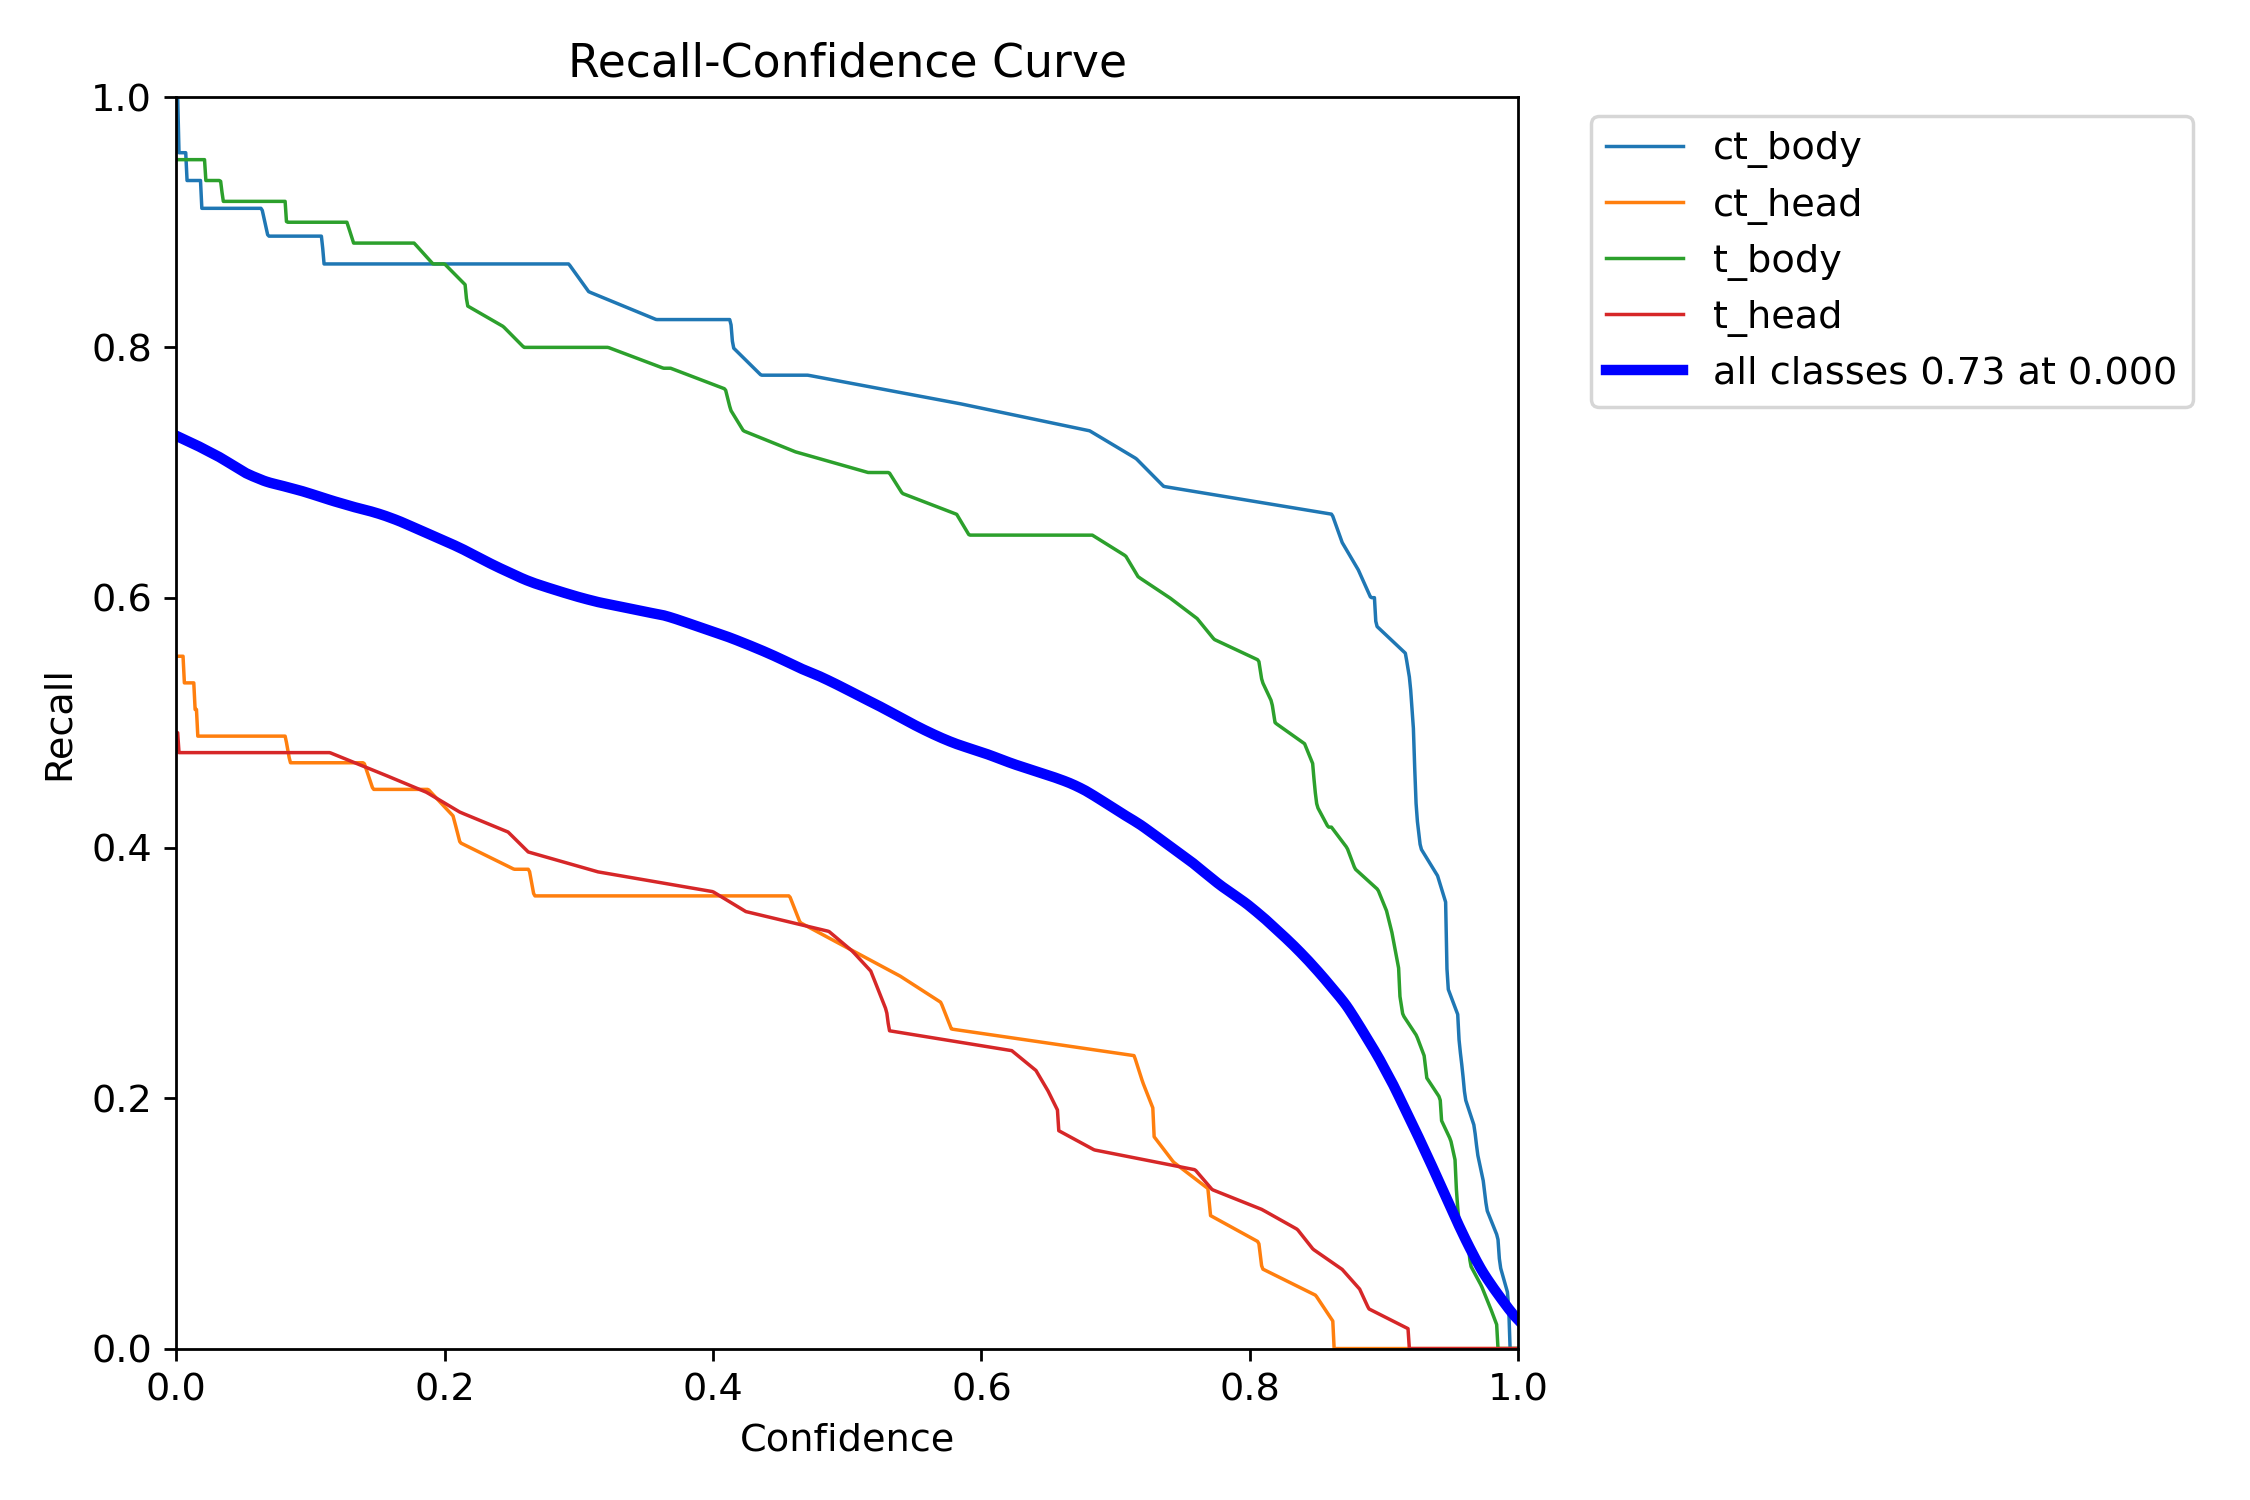 Recall-Confidence Curve
1.0
0.8
0.6
0.4
0.2
0.0
Recall
0.0 0.2 0.4 0.6 0.8 1.0
Confidence
ct_body
ct_head
t_body
t_head
all classes 0.73 at 0.000